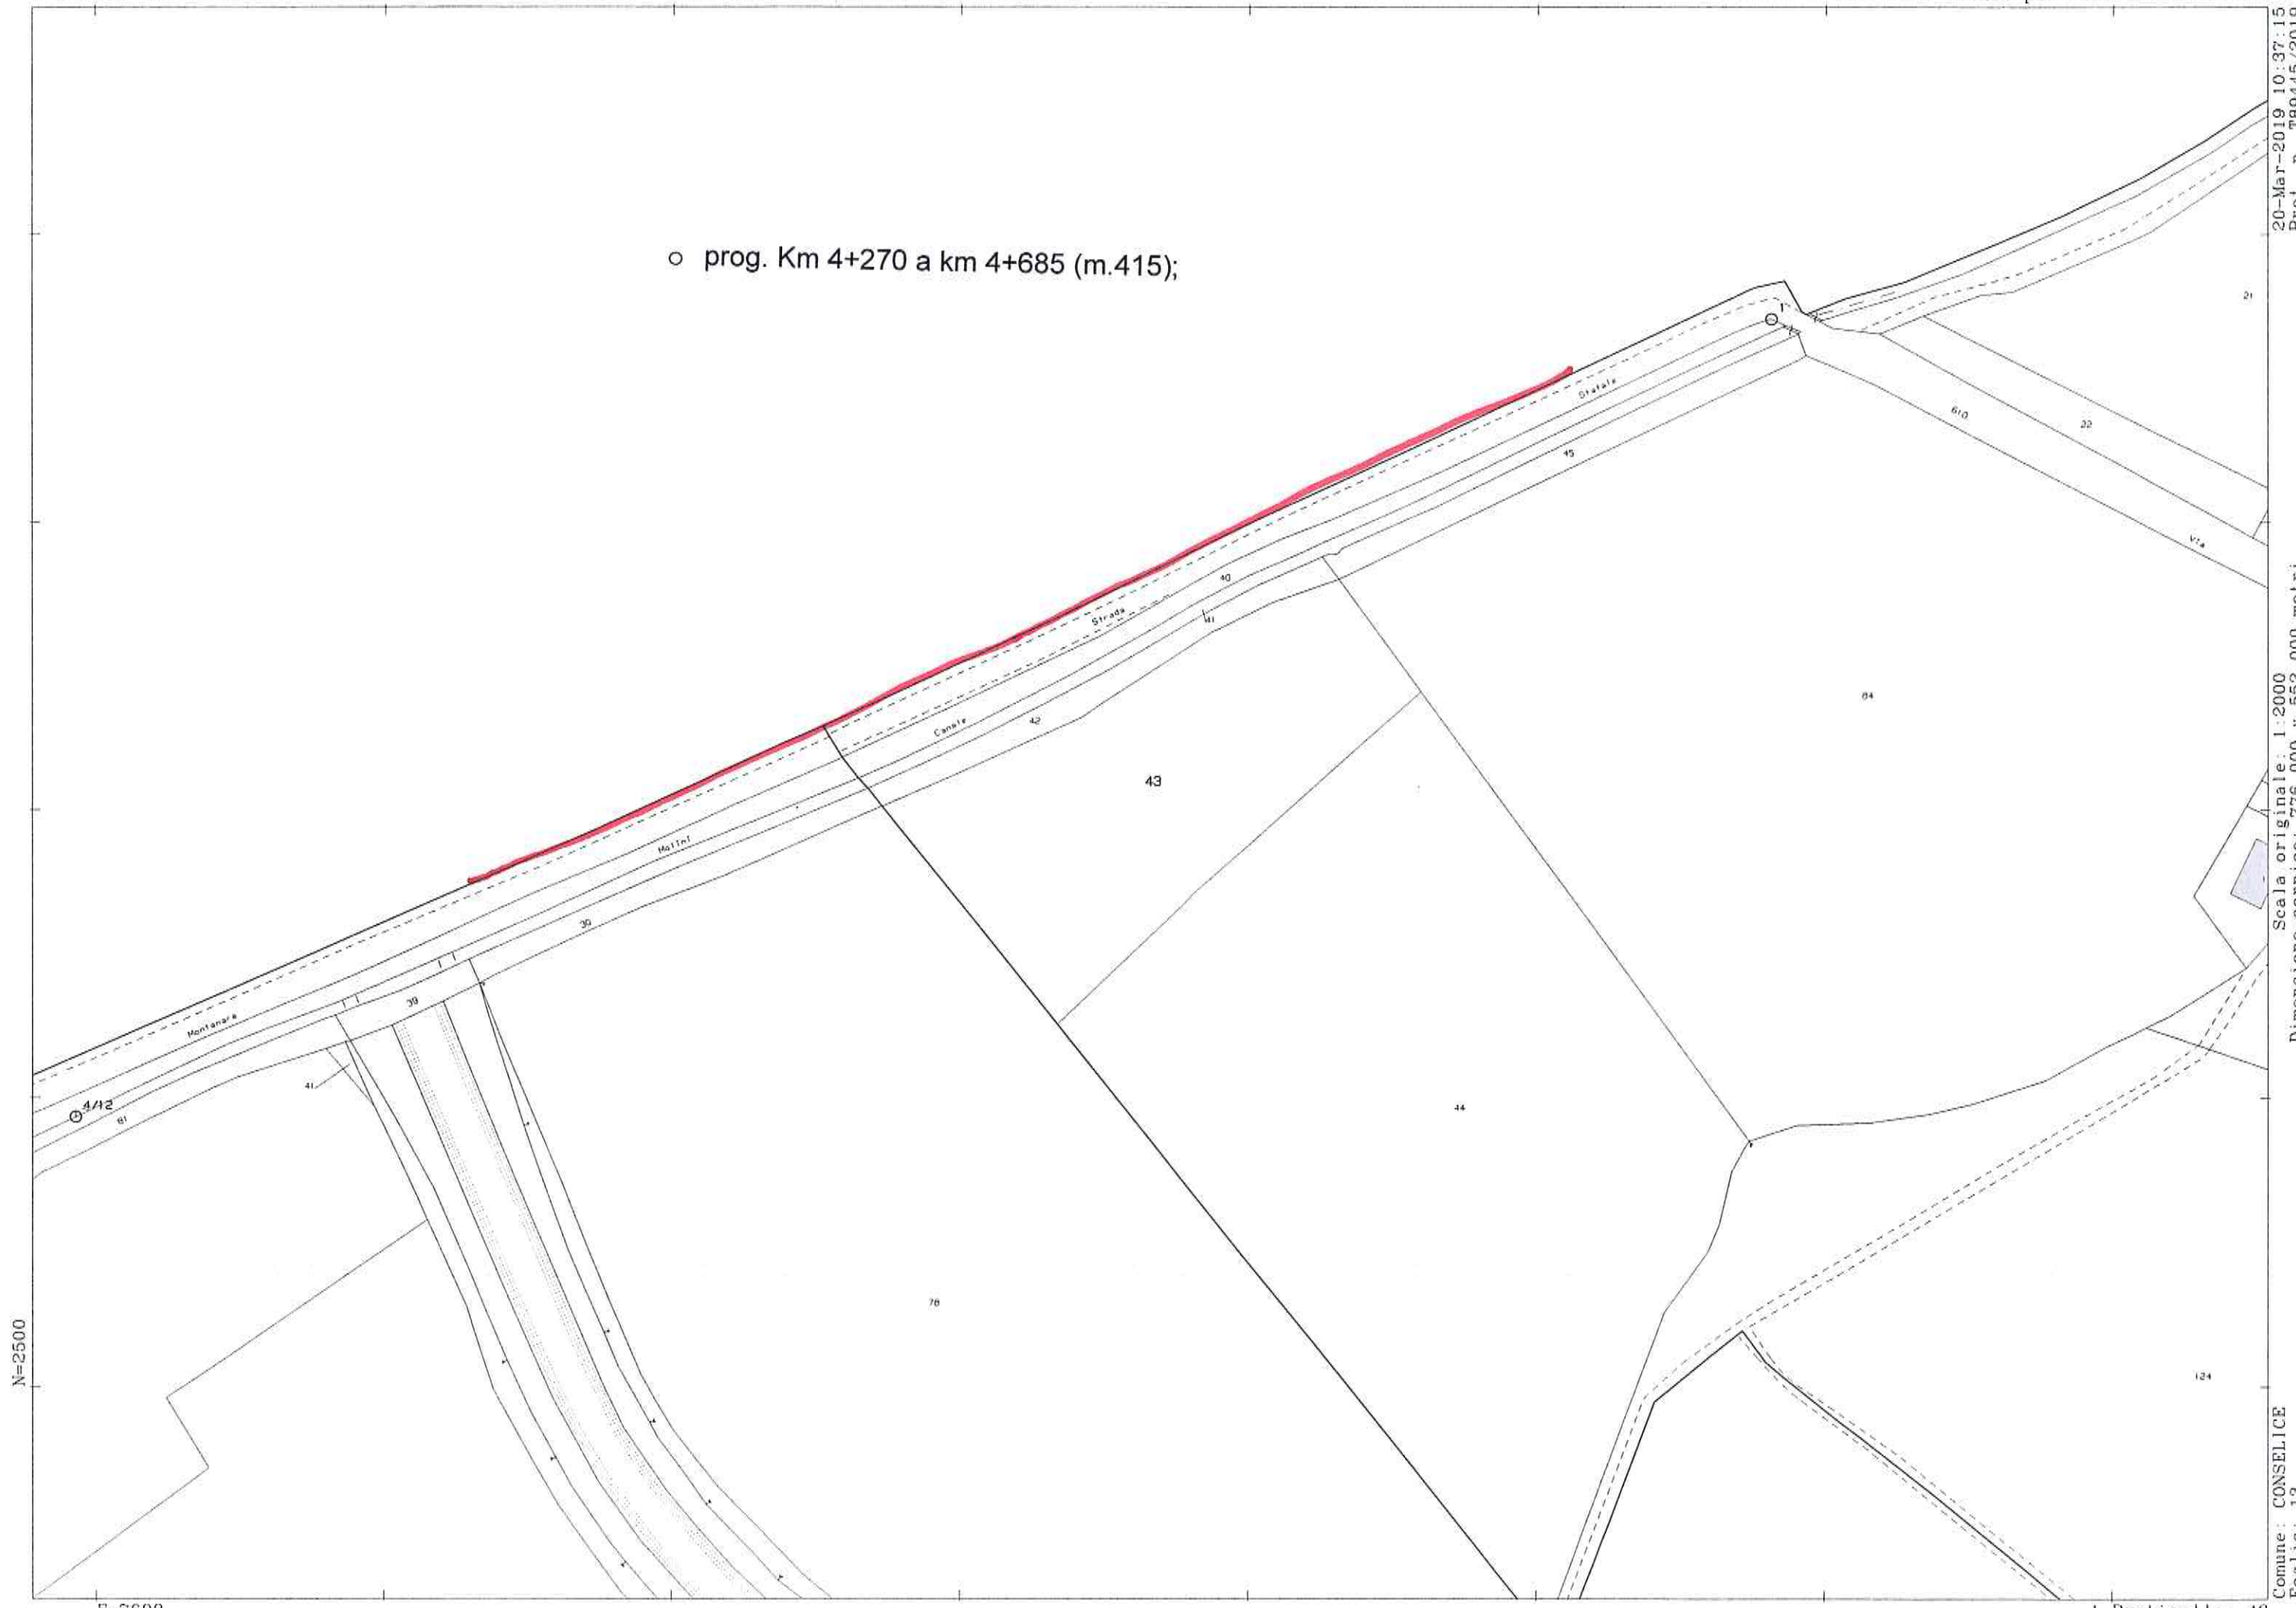 prog. Km 4+270 a km 4+685 (m.415);
1
21
Statale
610
22
45
Via
40
Strada
41
84
Canale
42
43
Molini
30
39
Montanara
41
4/12
81
44
78
124
N=2500
20-Mar-2019 10:37:15
Scala originale: 1:2000
Comune: CONSELICE